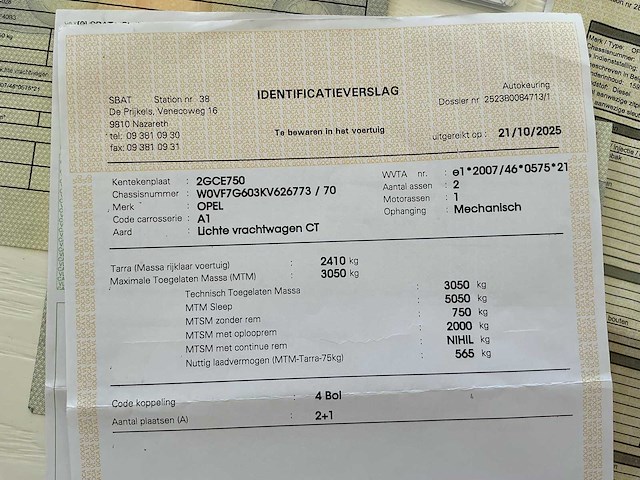 IDENTIFICATIEVERSLAG
Te bewaren in het voertuig
SBAT Station nr 38
De Prijkels, Venecoweg 16
9810 Nazareth
tel: 09 381 09 30
fax: 09 381 09 31
Autokeuring
Dossier nr 252380084713/1
uitgereikt op : 21/10/2025
Kentekenplaat : 2GCE750
Chassisnummer : W0VF7G603KV626773 / 70
Merk : OPEL
Code carrosserie : A1
Aard : Lichte vrachtwagen CT
WVTA nr. : e1*2007/46*0575*21
Aantal assen : 2
Motorassen : 1
Ophanging : Mechanisch
Tarra (Massa rijklaar voertuig) : 2410 kg
Maximale Toegelaten Massa (MTM) : 3050 kg
Technisch Toegelaten Massa : 3050 kg
MTM Sleep : 5050 kg
MTSM zonder rem : 750 kg
MTSM met oplooprem : 2000 kg
MTSM met continue rem : NIHIL kg
Nuttig laadvermogen (MTM-Tarra-75kg) : 565 kg
Code koppeling : 4 Bol
Aantal plaatsen (A) : 2+1
Merk / Type: OP
Chassisnummer: